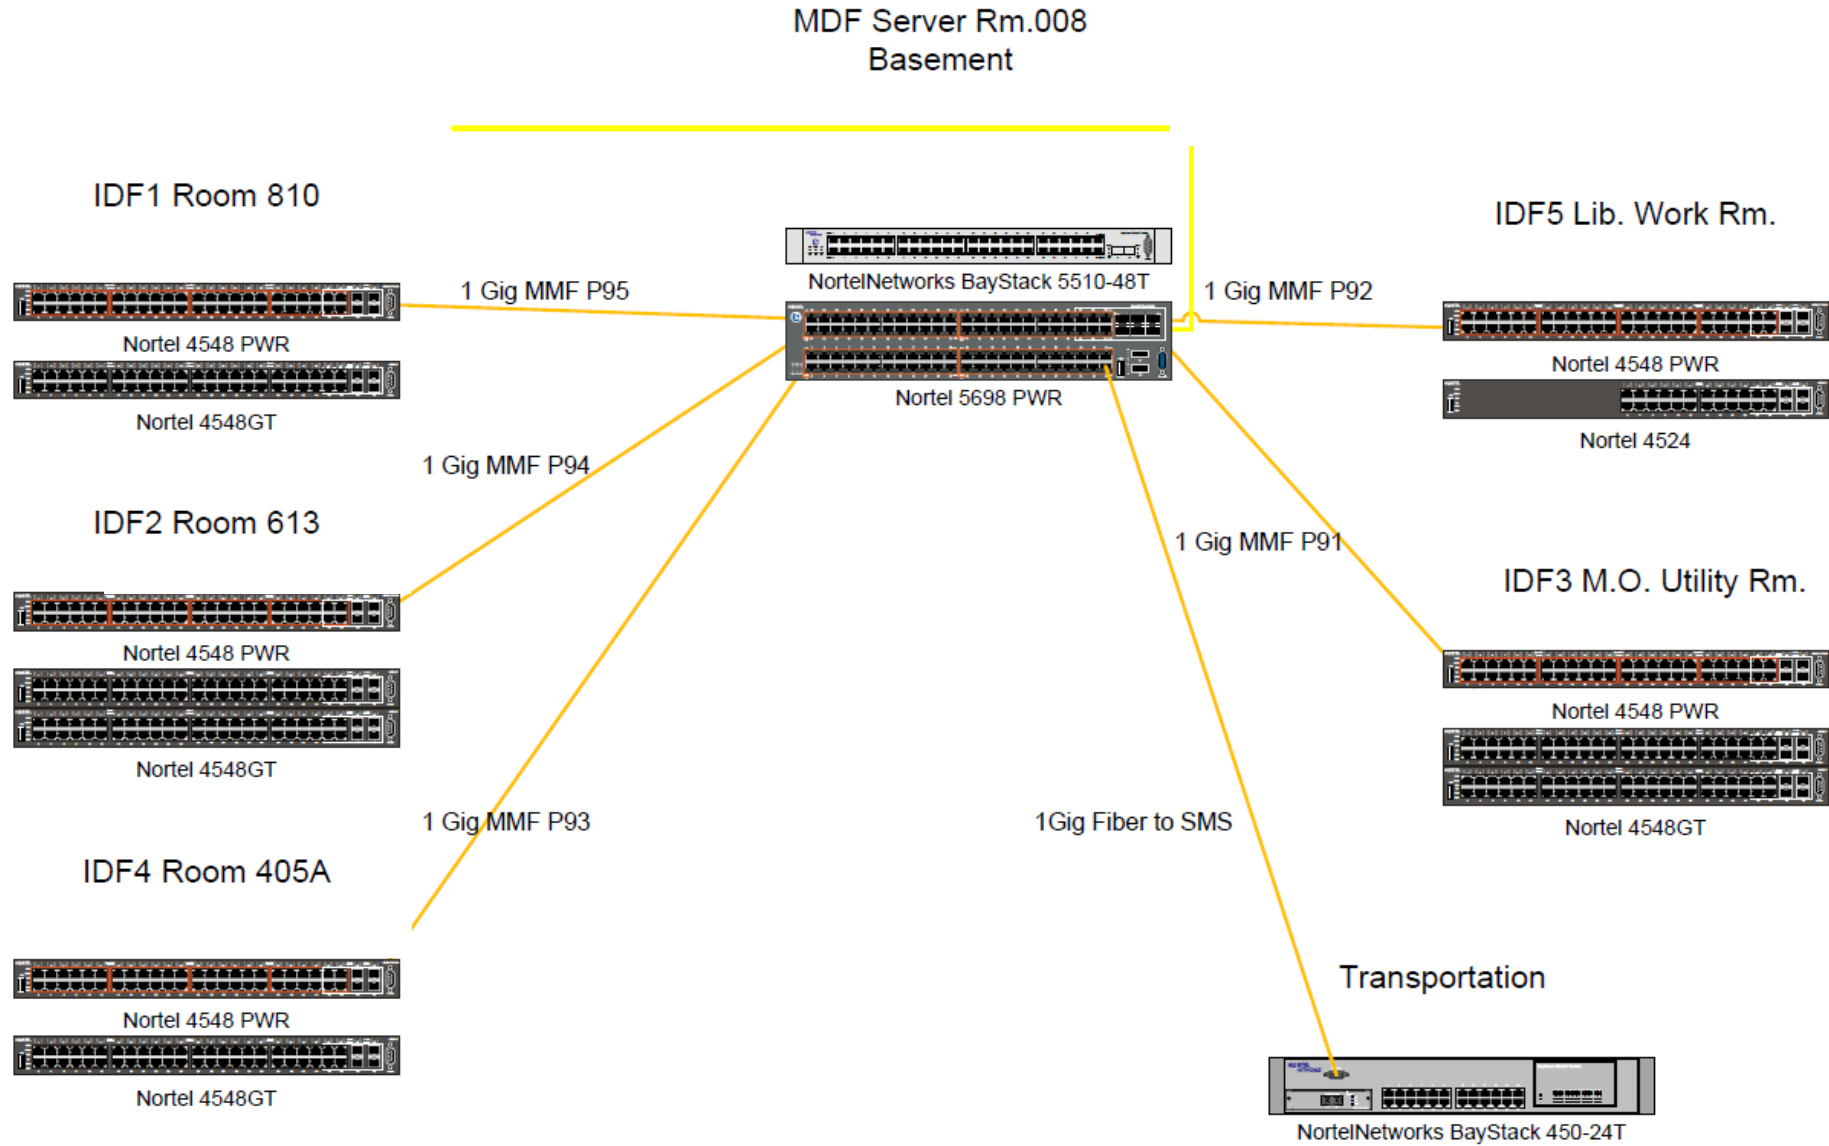 MDF Server Rm.008
Basement
IDF1 Room 810
IDF5 Lib. Work Rm.
1 Gig MMF P95
NortelNetworks BayStack 5510-48T
1 Gig MMF P92
Nortel 4548 PWR
Nortel 4548 PWR
Nortel 5698 PWR
Nortel 4548GT
Nortel 4524
1 Gig MMF P94
IDF2 Room 613
1 Gig MMF P91
IDF3 M.O. Utility Rm.
Nortel 4548 PWR
Nortel 4548 PWR
Nortel 4548GT
1 Gig MMF P93
1Gig Fiber to SMS
Nortel 4548GT
IDF4 Room 405A
Transportation
Nortel 4548 PWR
Nortel 4548GT
NortelNetworks BayStack 450-24T